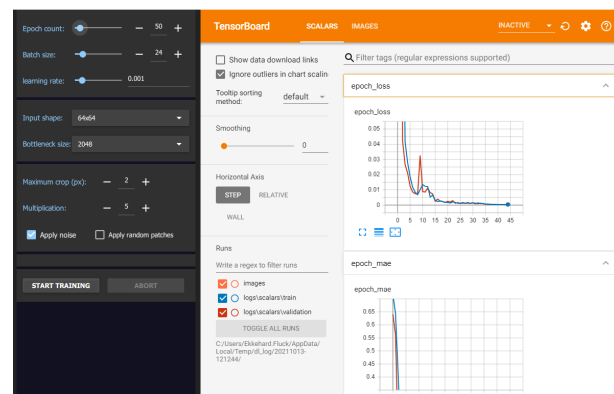 Epoch count: 50
Batch size: 24
learning rate: 0.001
Input shape: 64x64
Bottleneck size: 2048
Maximum crop (px): 2
Multiplication: 5
Apply noise Apply random patches
START TRAINING ABORT
TensorBoard SCALARS IMAGES INACTIVE
Show data download links
Ignore outliers in chart scalin
Tooltip sorting
method: default
Smoothing
0
Horizontal Axis
STEP RELATIVE
WALL
Runs
Write a regex to filter runs
images
logs\scalars\train
logs\scalars\validation
TOGGLE ALL RUNS
C:/Users/Ekkehard.Fluck/AppData/
Local/Temp/dl_log/20211013-
121244/
Filter tags (regular expressions supported)
epoch_loss
epoch_loss
0.05
0.04
0.03
0.02
0.01
0
0 5 10 15 20 25 30 35 40 45
epoch_mae
epoch_mae
0.65
0.6
0.55
0.5
0.45
0.4